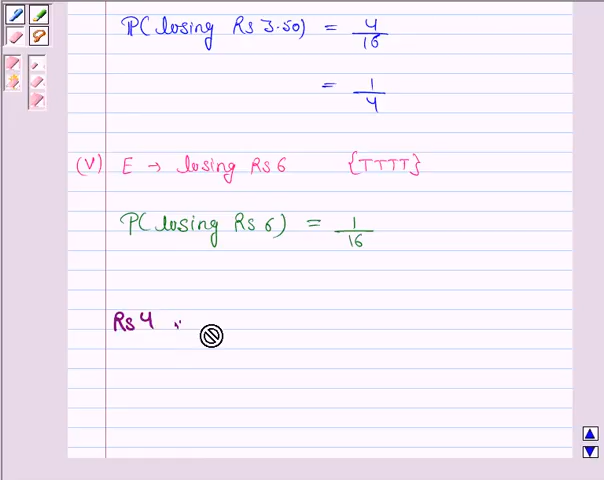 P(losing Rs 3.50) = 4/16
= 1/4
(V) E → losing Rs 6 {TTTT}
P(losing Rs 6) = 1/16
Rs 4